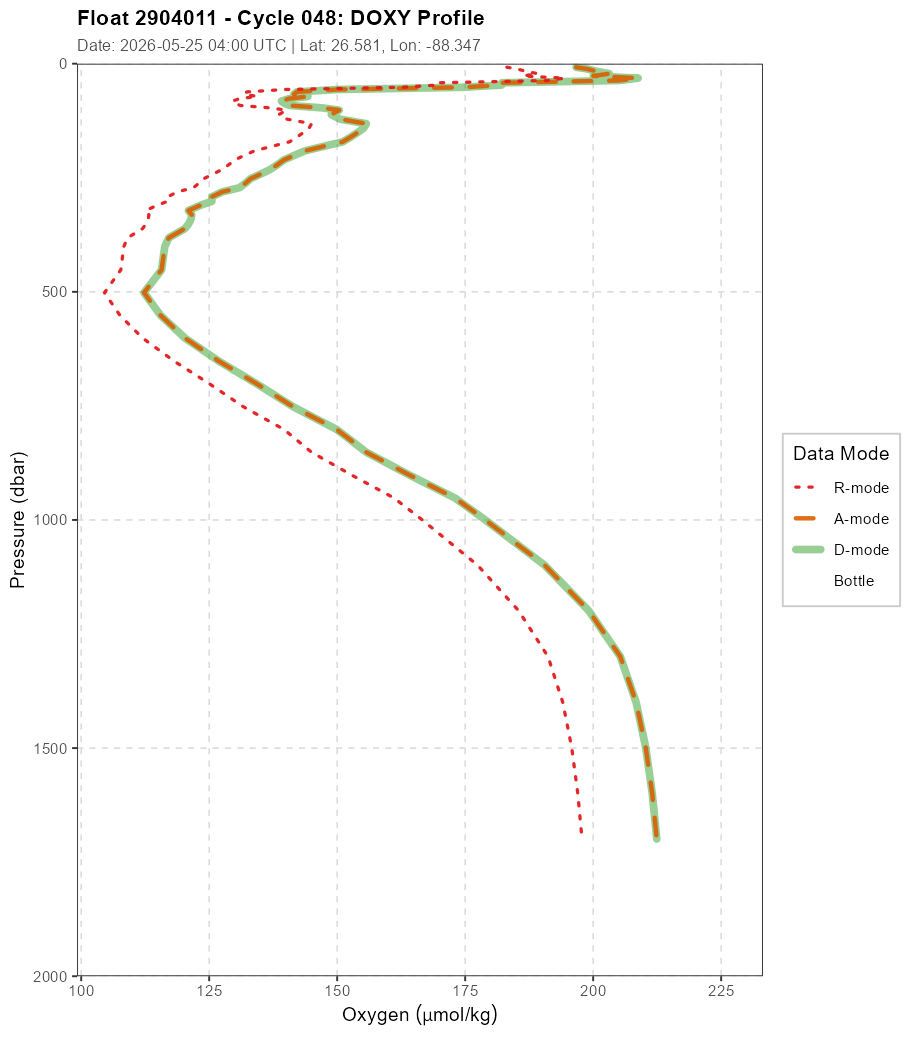 Float 2904011 - Cycle 048: DOXY Profile
Date: 2026-05-25 04:00 UTC | Lat: 26.581, Lon: -88.347
0
500
1000
1500
2000
Pressure (dbar)
100 125 150 175 200 225
Oxygen (µmol/kg)
Data Mode
R-mode
A-mode
D-mode
Bottle